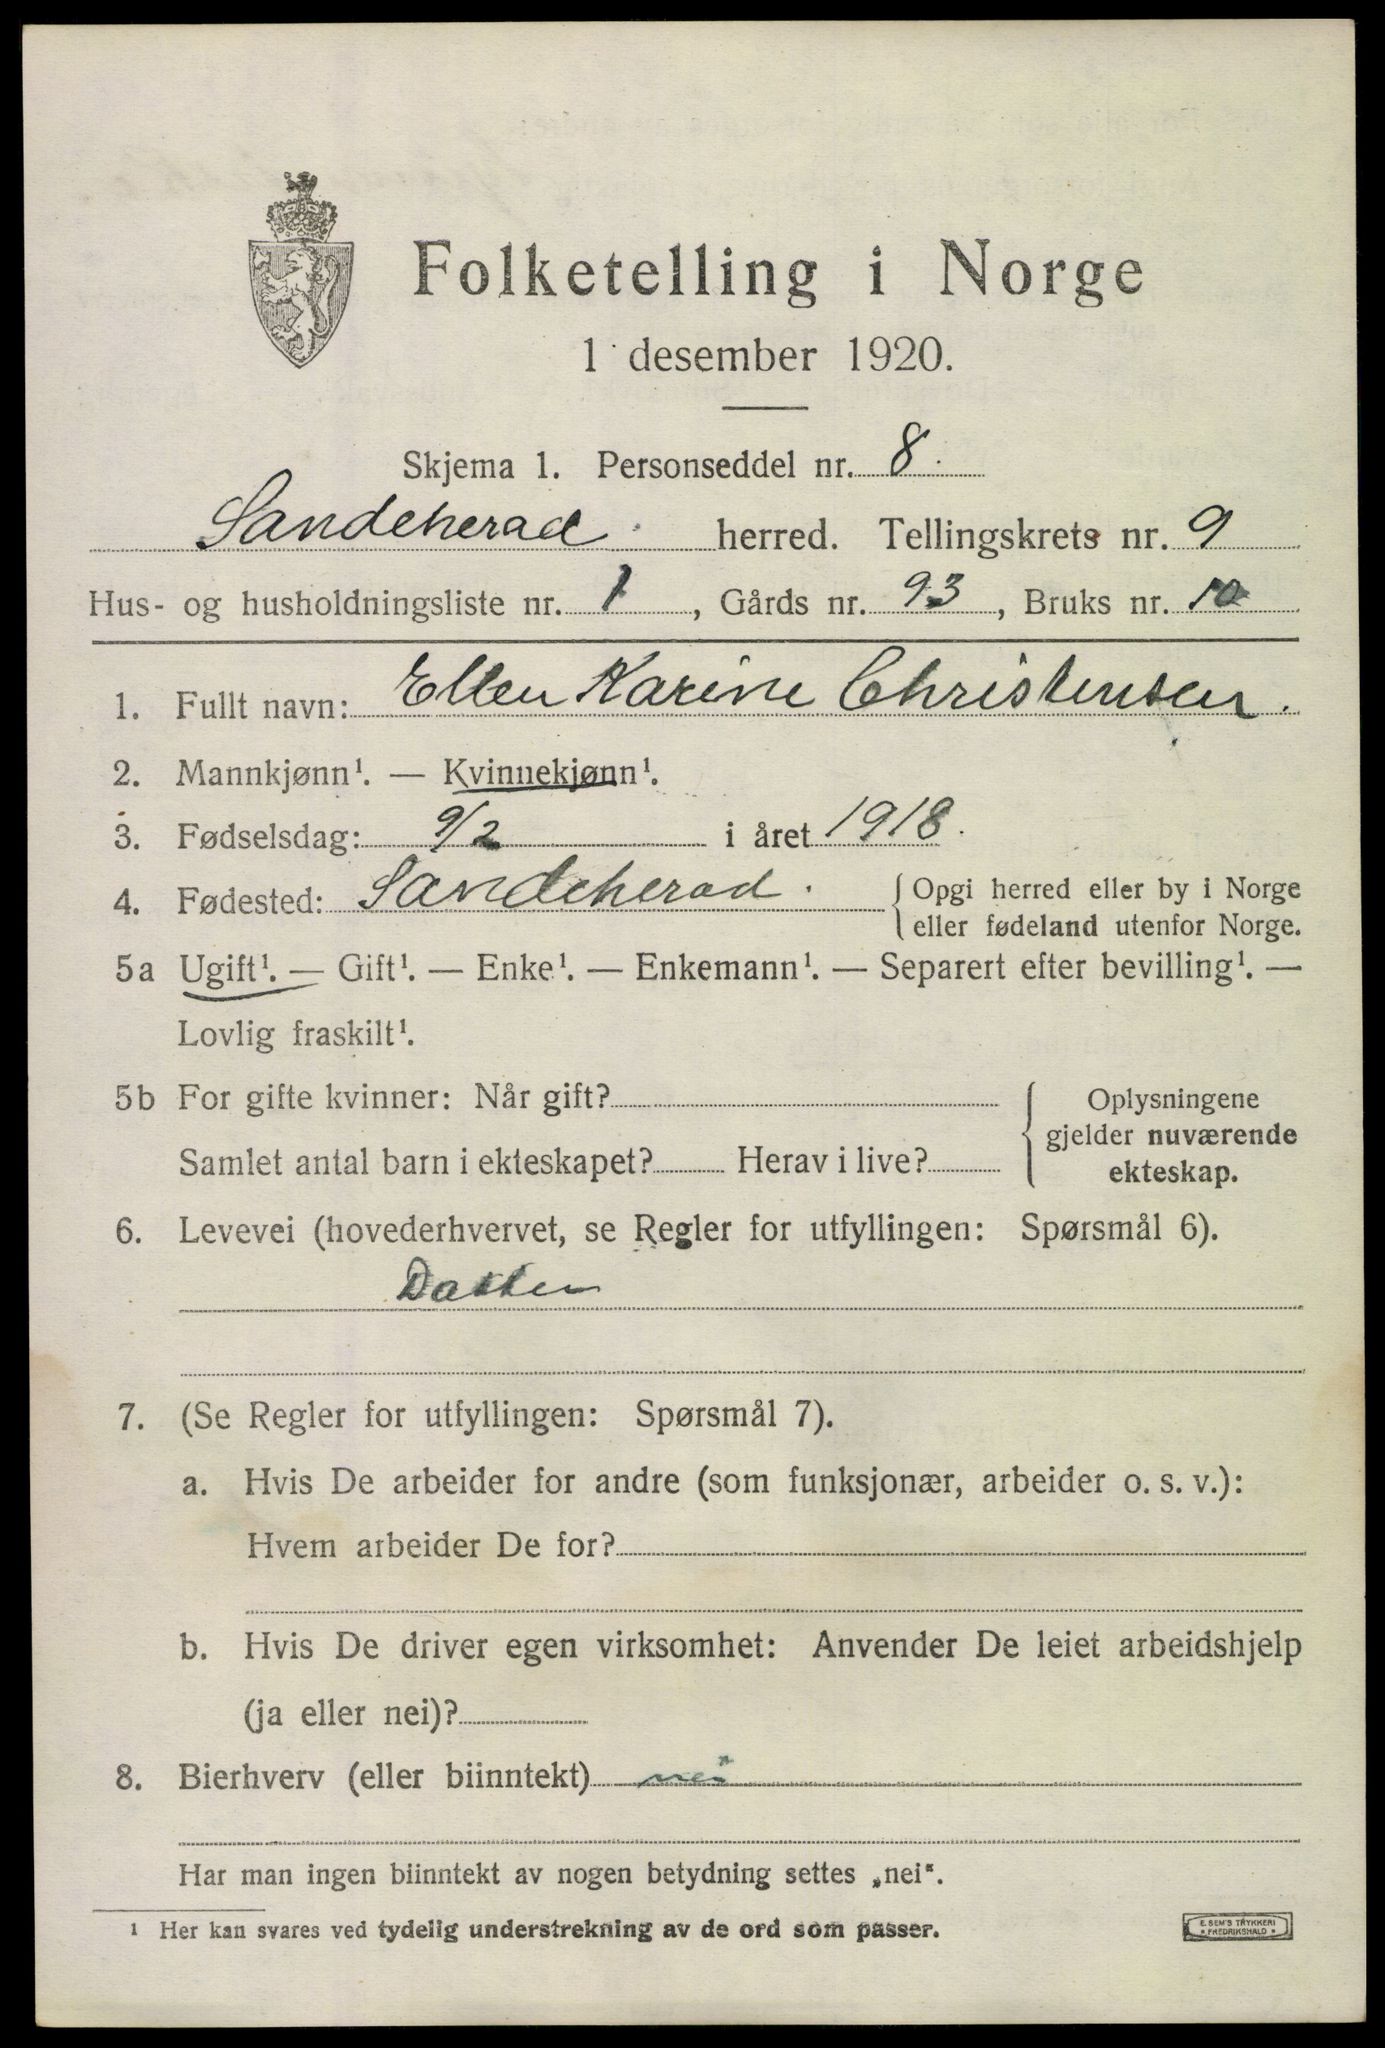 Folketelling i Norge
1 desember 1920.
Skjema 1. Personseddel nr. 8.
Sandeherad herred. Tellingskrets nr. 9
Hus- og husholdningsliste nr. 1, Gårds nr. 93, Bruks nr. 10
1. Fullt navn: Ellen Karine Christensen.
2. Mannkjønn¹. — Kvinnekjønn¹.
3. Fødselsdag: 9/2 i året 1918.
4. Fødested: Sandeherad. { Opgi herred eller by i Norge
eller fødeland utenfor Norge.
5a Ugift¹. — Gift¹. — Enke¹. — Enkemann¹. — Separert efter bevilling¹. —
Lovlig fraskilt¹.
5b For gifte kvinner: Når gift?
Samlet antal barn i ekteskapet? Herav i live?
{ Oplysningene
gjelder nuværende
ekteskap.
6. Levevei (hovederhvervet, se Regler for utfyllingen: Spørsmål 6).
Datter
7. (Se Regler for utfyllingen: Spørsmål 7).
a. Hvis De arbeider for andre (som funksjonær, arbeider o. s. v.):
Hvem arbeider De for?
b. Hvis De driver egen virksomhet: Anvender De leiet arbeidshjelp
(ja eller nei)?
8. Bierhverv (eller biinntekt) nei
Har man ingen biinntekt av nogen betydning settes „nei“.
¹ Her kan svares ved tydelig understrekning av de ord som passer.
E. SEM'S TRYKKERI
* FREDRIKSHALD *